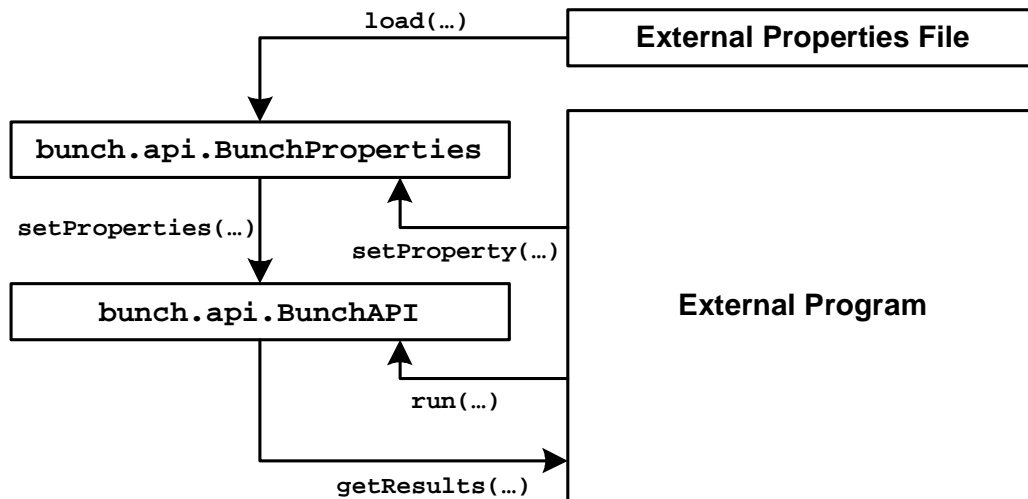 load(…)
External Properties File
bunch.api.BunchProperties
setProperties(…)
setProperty(…)
bunch.api.BunchAPI
External Program
run(…)
getResults(…)